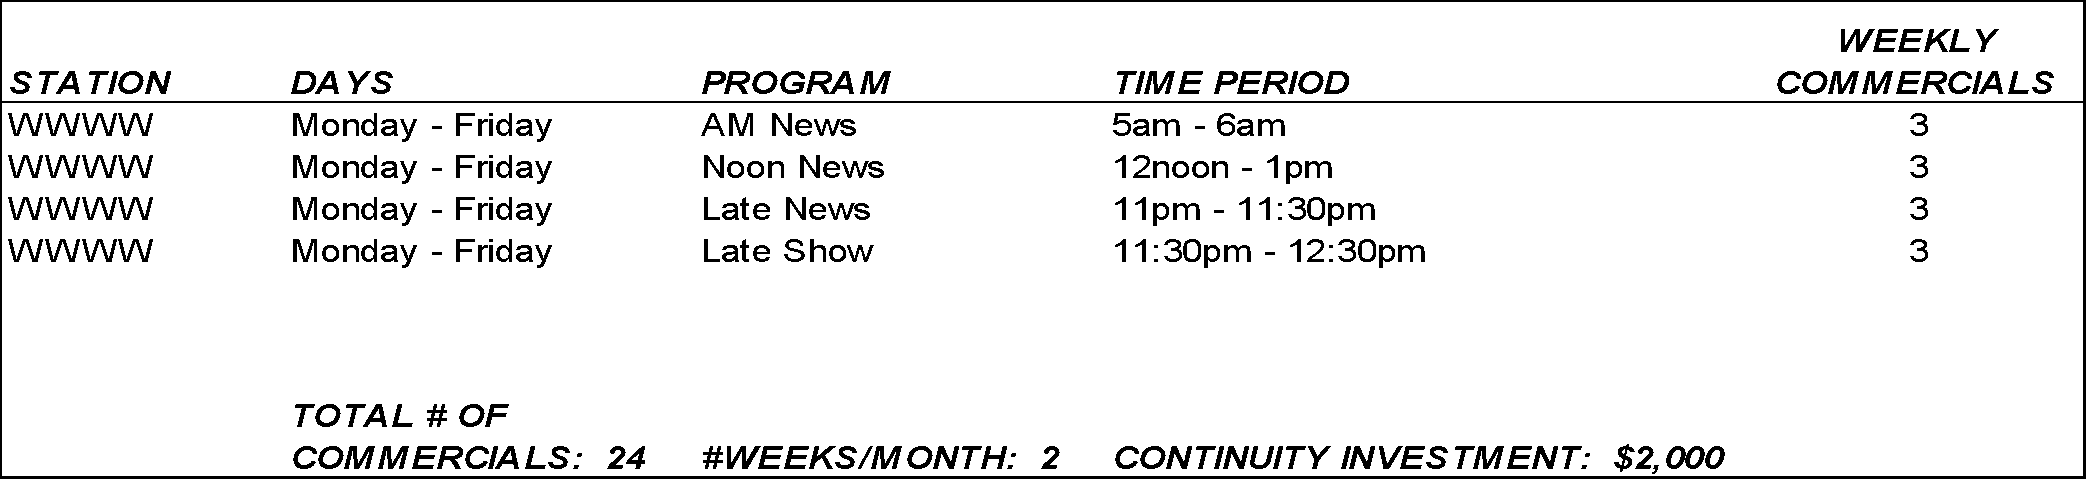 WEEKLY
STATION DAYS PROGRAM TIME PERIOD COMMERCIALS
WWWW Monday - Friday AM News 5am - 6am 3
WWWW Monday - Friday Noon News 12noon - 1pm 3
WWWW Monday - Friday Late News 11pm - 11:30pm 3
WWWW Monday - Friday Late Show 11:30pm - 12:30pm 3
TOTAL # OF
COMMERCIALS: 24 #WEEKS/MONTH: 2 CONTINUITY INVESTMENT: $2,000